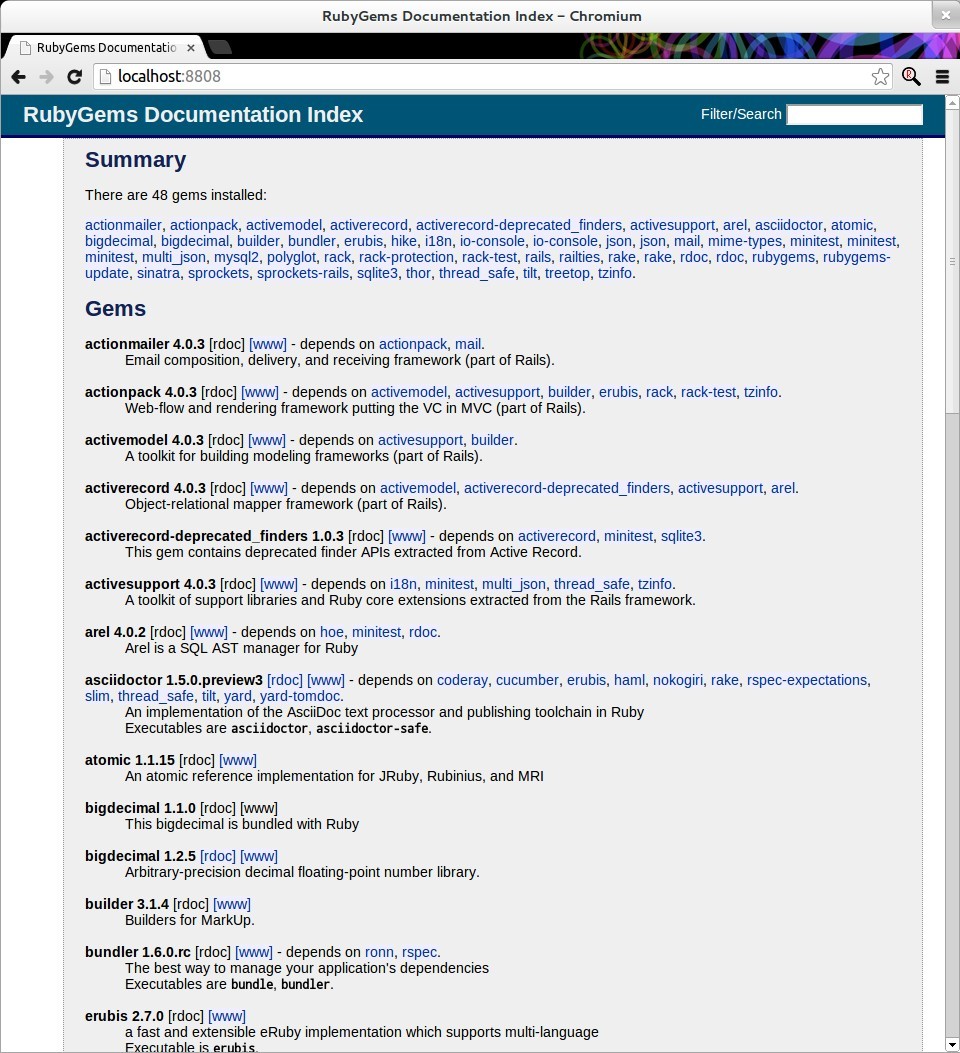 RubyGems Documentation Index - Chromium
RubyGems Documentatio
localhost:8808
RubyGems Documentation Index
Filter/Search
Summary
There are 48 gems installed:
actionmailer, actionpack, activemodel, activerecord, activerecord-deprecated_finders, activesupport, arel, asciidoctor, atomic,
bigdecimal, bigdecimal, builder, bundler, erubis, hike, i18n, io-console, io-console, json, json, mail, mime-types, minitest, minitest,
minitest, multi_json, mysql2, polyglot, rack, rack-protection, rack-test, rails, railties, rake, rake, rdoc, rdoc, rubygems, rubygems-
update, sinatra, sprockets, sprockets-rails, sqlite3, thor, thread_safe, tilt, treetop, tzinfo.
Gems
actionmailer 4.0.3 [rdoc] [www] - depends on actionpack, mail.
Email composition, delivery, and receiving framework (part of Rails).
actionpack 4.0.3 [rdoc] [www] - depends on activemodel, activesupport, builder, erubis, rack, rack-test, tzinfo.
Web-flow and rendering framework putting the VC in MVC (part of Rails).
activemodel 4.0.3 [rdoc] [www] - depends on activesupport, builder.
A toolkit for building modeling frameworks (part of Rails).
activerecord 4.0.3 [rdoc] [www] - depends on activemodel, activerecord-deprecated_finders, activesupport, arel.
Object-relational mapper framework (part of Rails).
activerecord-deprecated_finders 1.0.3 [rdoc] [www] - depends on activerecord, minitest, sqlite3.
This gem contains deprecated finder APIs extracted from Active Record.
activesupport 4.0.3 [rdoc] [www] - depends on i18n, minitest, multi_json, thread_safe, tzinfo.
A toolkit of support libraries and Ruby core extensions extracted from the Rails framework.
arel 4.0.2 [rdoc] [www] - depends on hoe, minitest, rdoc.
Arel is a SQL AST manager for Ruby
asciidoctor 1.5.0.preview3 [rdoc] [www] - depends on coderay, cucumber, erubis, haml, nokogiri, rake, rspec-expectations,
slim, thread_safe, tilt, yard, yard-tomdoc.
An implementation of the AsciiDoc text processor and publishing toolchain in Ruby
Executables are asciidoctor, asciidoctor-safe.
atomic 1.1.15 [rdoc] [www]
An atomic reference implementation for JRuby, Rubinius, and MRI
bigdecimal 1.1.0 [rdoc] [www]
This bigdecimal is bundled with Ruby
bigdecimal 1.2.5 [rdoc] [www]
Arbitrary-precision decimal floating-point number library.
builder 3.1.4 [rdoc] [www]
Builders for MarkUp.
bundler 1.6.0.rc [rdoc] [www] - depends on ronn, rspec.
The best way to manage your application's dependencies
Executables are bundle, bundler.
erubis 2.7.0 [rdoc] [www]
a fast and extensible eRuby implementation which supports multi-language
Executable is erubis.